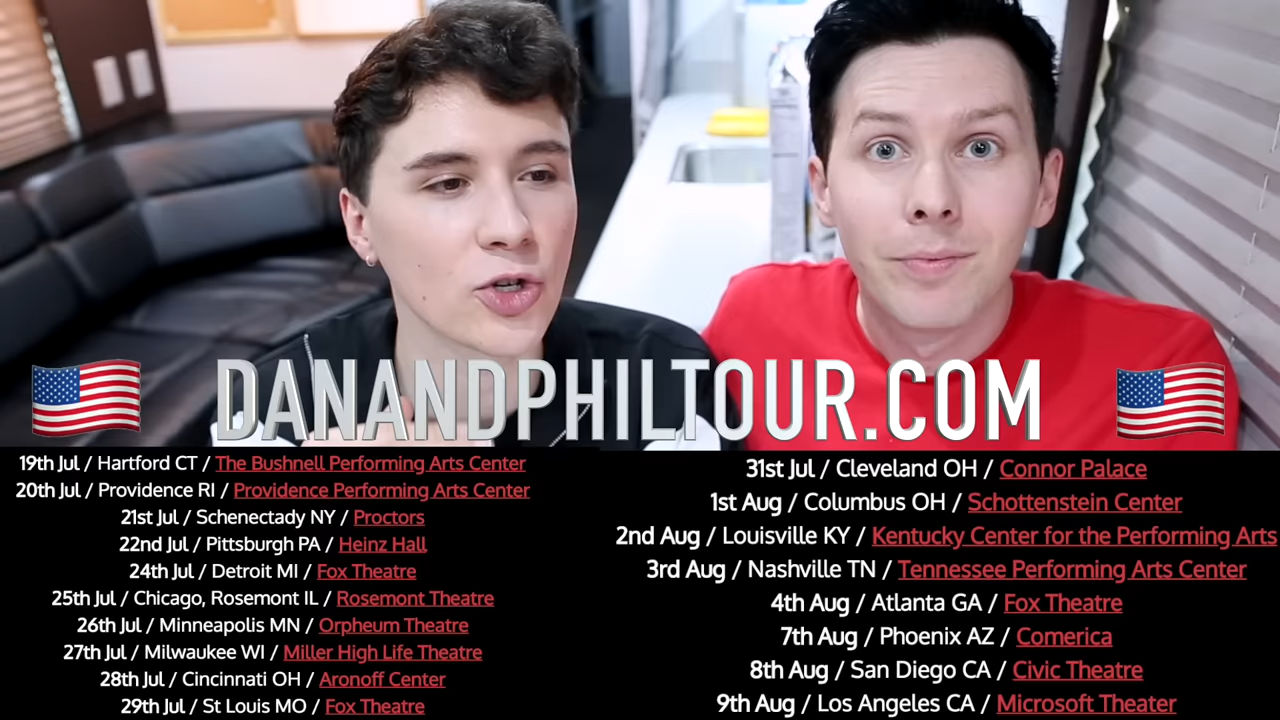 DANANDPHILTOUR.COM
19th Jul / Hartford CT / The Bushnell Performing Arts Center
20th Jul / Providence RI / Providence Performing Arts Center
21st Jul / Schenectady NY / Proctors
22nd Jul / Pittsburgh PA / Heinz Hall
24th Jul / Detroit MI / Fox Theatre
25th Jul / Chicago, Rosemont IL / Rosemont Theatre
26th Jul / Minneapolis MN / Orpheum Theatre
27th Jul / Milwaukee WI / Miller High Life Theatre
28th Jul / Cincinnati OH / Aronoff Center
29th Jul / St Louis MO / Fox Theatre
31st Jul / Cleveland OH / Connor Palace
1st Aug / Columbus OH / Schottenstein Center
2nd Aug / Louisville KY / Kentucky Center for the Performing Arts
3rd Aug / Nashville TN / Tennessee Performing Arts Center
4th Aug / Atlanta GA / Fox Theatre
7th Aug / Phoenix AZ / Comerica
8th Aug / San Diego CA / Civic Theatre
9th Aug / Los Angeles CA / Microsoft Theater